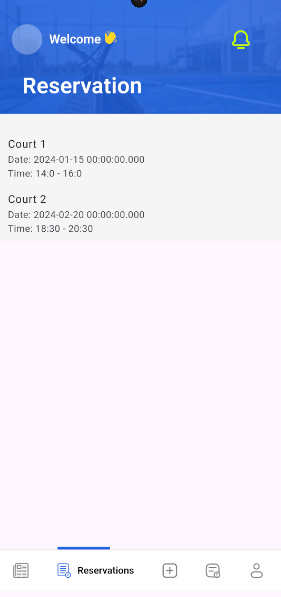 Welcome 👏
Reservation
Court 1
Date: 2024-01-15 00:00:00.000
Time: 14:0 - 16:0
Court 2
Date: 2024-02-20 00:00:00.000
Time: 18:30 - 20:30
Reservations